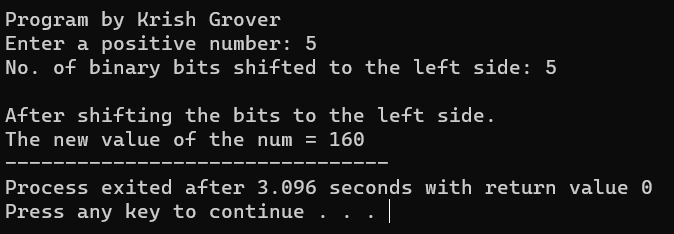 Program by Krish Grover
Enter a positive number: 5
No. of binary bits shifted to the left side: 5
After shifting the bits to the left side.
The new value of the num = 160
--------------------------------
Process exited after 3.096 seconds with return value 0
Press any key to continue . . .